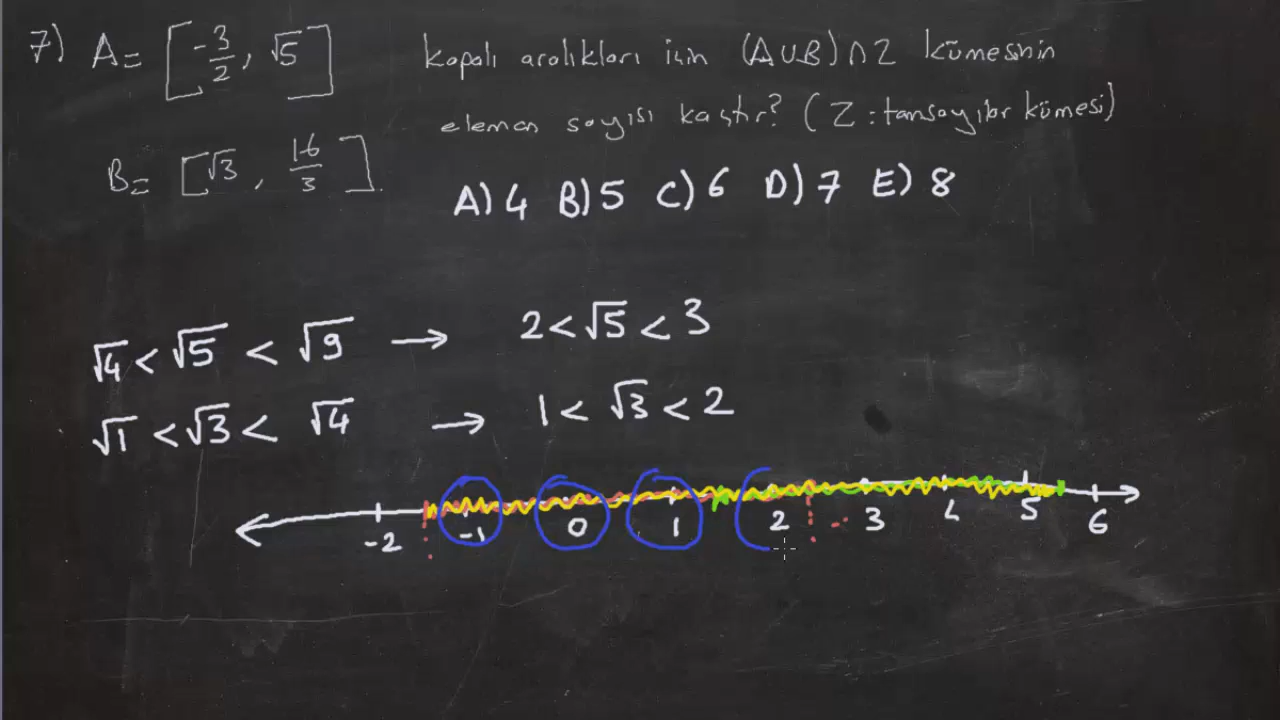 7) A = [-3/2, √5] kapalı aralıkları için (A∪B)∩Z kümesinin
eleman sayısı kaçtır? (Z : tamsayılar kümesi)
B = [√3, 16/3].
A) 4 B) 5 C) 6 D) 7 E) 8
√4 < √5 < √9 → 2 < √5 < 3
√1 < √3 < √4 → 1 < √3 < 2
-2 -1 0 1 2 3 4 5 6